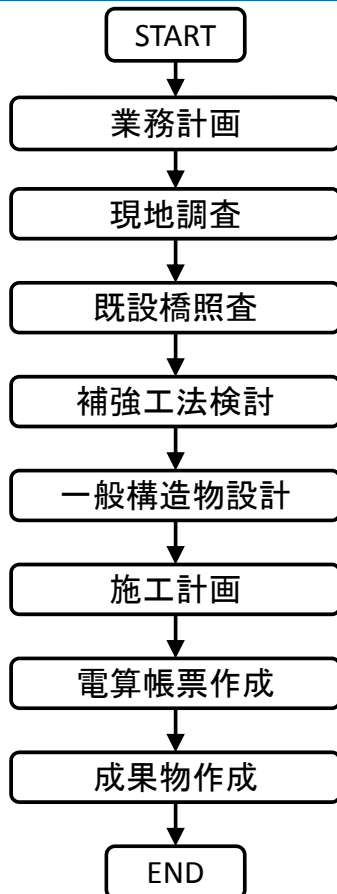 START
業務計画
現地調査
既設橋照査
補強工法検討
一般構造物設計
施工計画
電算帳票作成
成果物作成
END